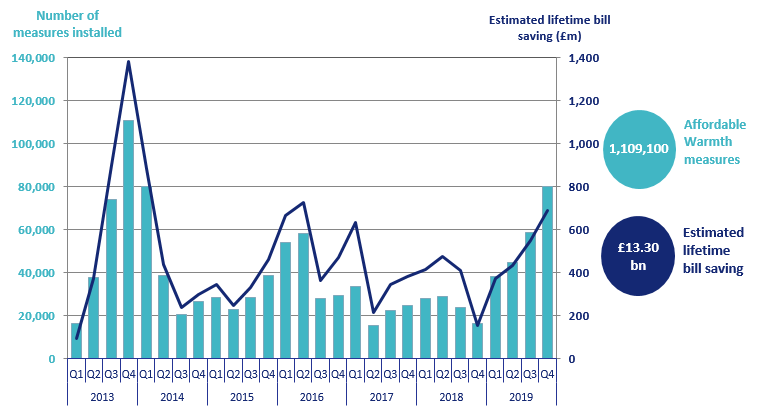 Number of
measures installed
Estimated lifetime bill
saving (£m)
140,000
120,000
100,000
80,000
60,000
40,000
20,000
0
1,400
1,200
1,000
800
600
400
200
0
Q1 Q2 Q3 Q4 Q1 Q2 Q3 Q4 Q1 Q2 Q3 Q4 Q1 Q2 Q3 Q4 Q1 Q2 Q3 Q4 Q1 Q2 Q3 Q4 Q1 Q2 Q3 Q4
2013 2014 2015 2016 2017 2018 2019
1,109,100
Affordable
Warmth
measures
£13.30
bn
Estimated
lifetime
bill saving